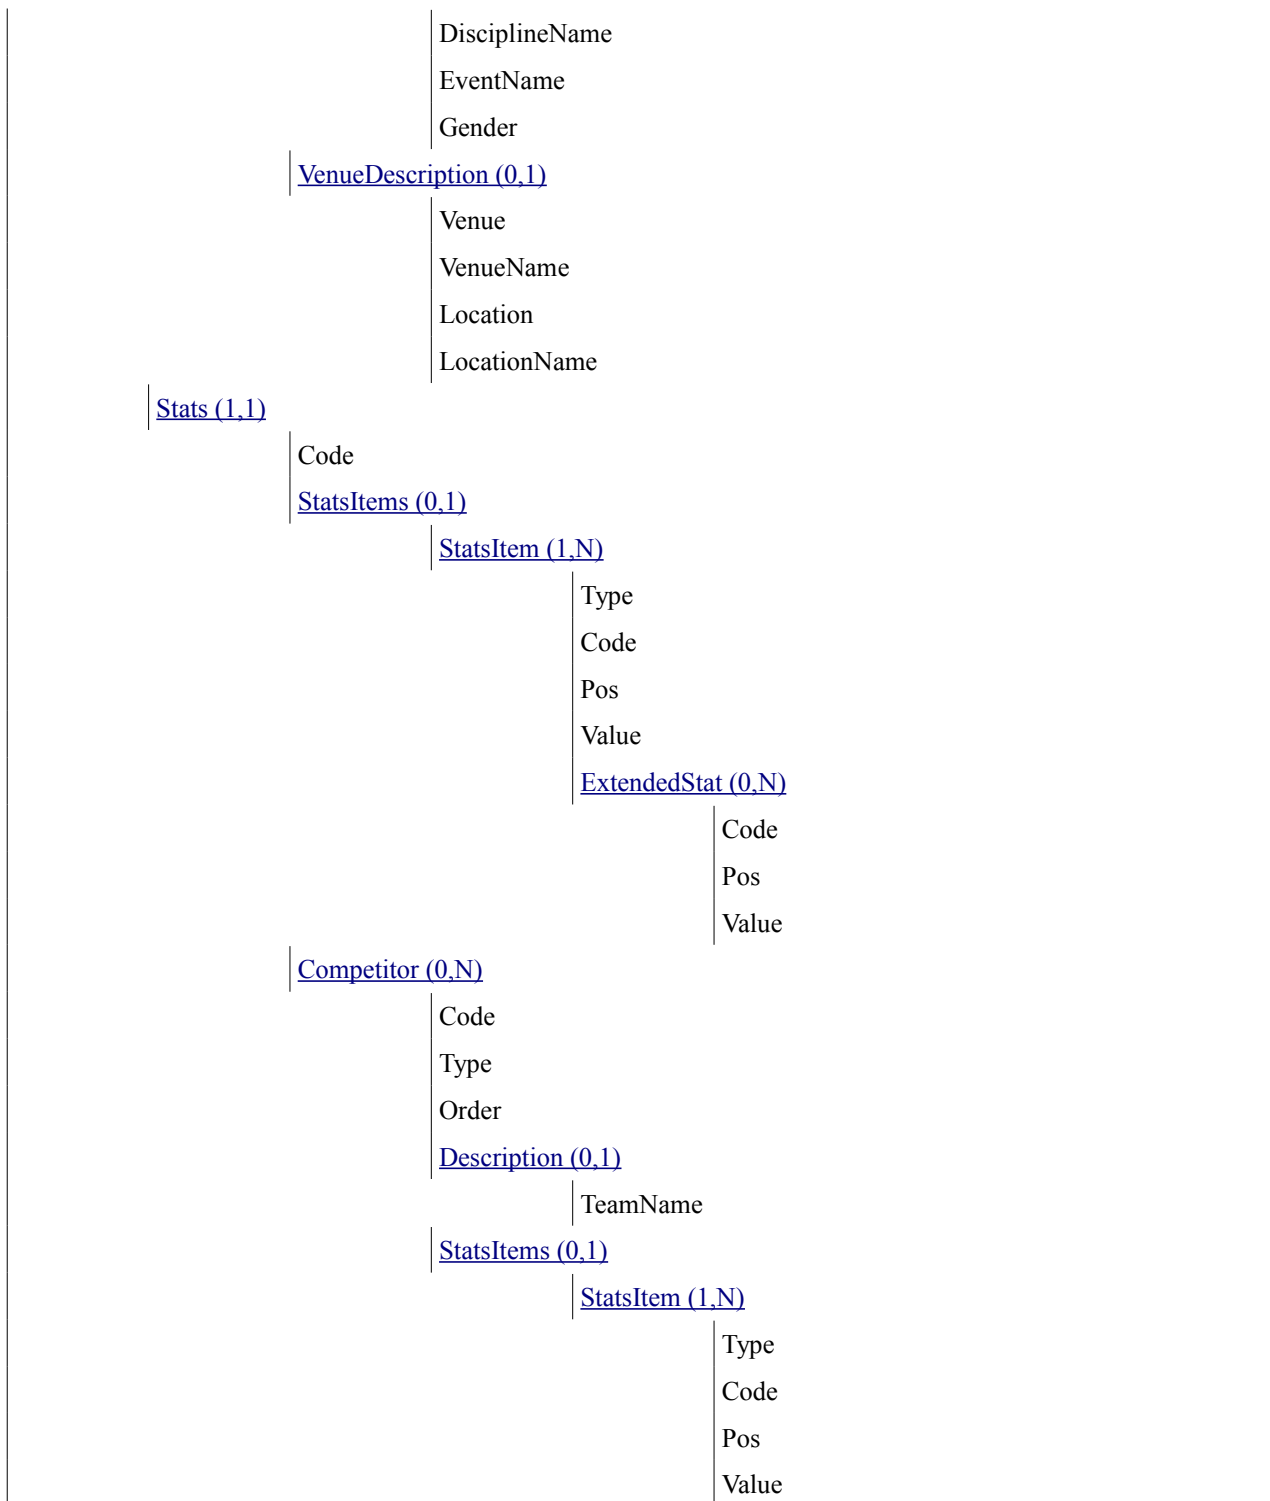 DisciplineName
EventName
Gender
VenueDescription (0,1)
Venue
VenueName
Location
LocationName
Stats (1,1)
Code
StatsItems (0,1)
StatsItem (1,N)
Type
Code
Pos
Value
ExtendedStat (0,N)
Code
Pos
Value
Competitor (0,N)
Code
Type
Order
Description (0,1)
TeamName
StatsItems (0,1)
StatsItem (1,N)
Type
Code
Pos
Value